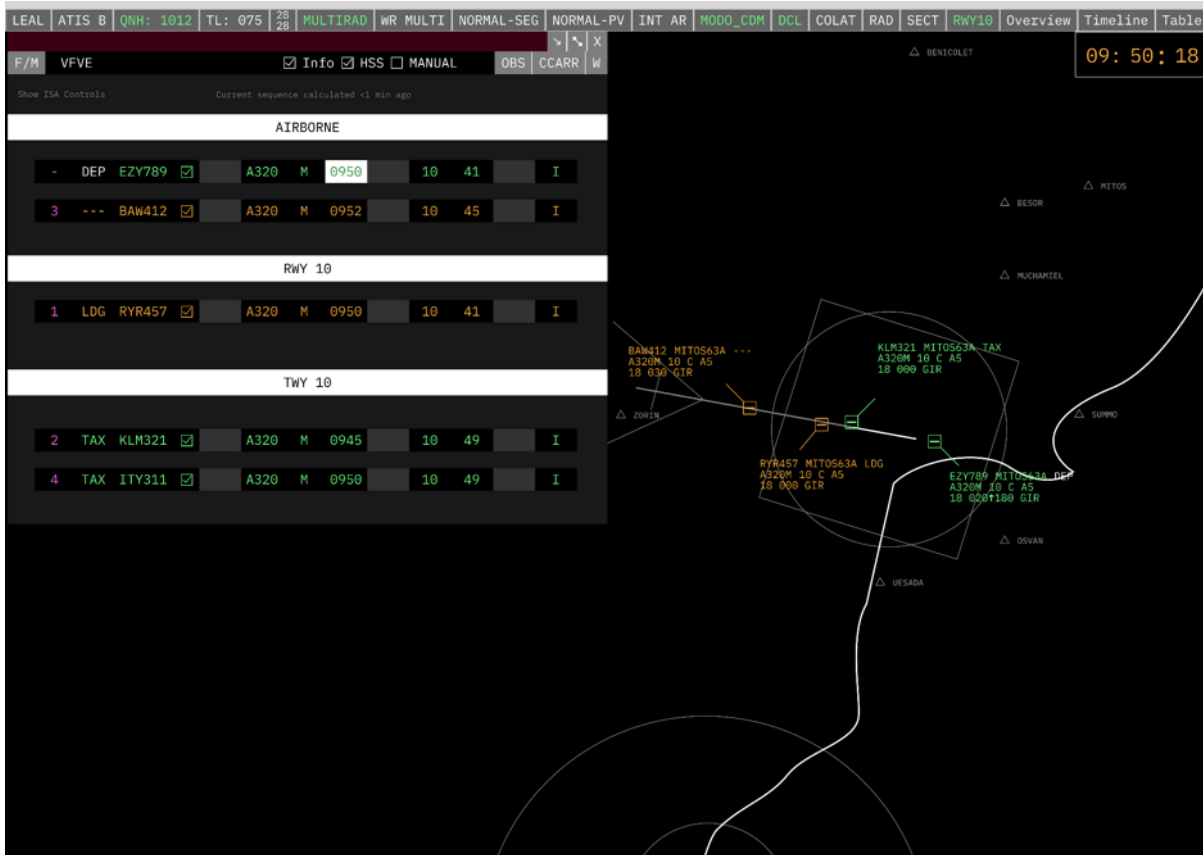 LEAL ATIS B QNH: 1012 TL: 075 28 28 MULTIRAD WR MULTI NORMAL-SEG NORMAL-PV INT AR MODO_CDM DCL COLAT RAD SECT RWY10 Overview Timeline Table
X
F/M VFVE Info HSS MANUAL OBS CCARR W
09:50:18
Show ISA Controls Current sequence calculated <1 min ago
AIRBORNE
- DEP EZY789 A320 M 0950 10 41 I
3 --- BAW412 A320 M 0952 10 45 I
RWY 10
1 LDG RYR457 A320 M 0950 10 41 I
TWY 10
2 TAX KLM321 A320 M 0945 10 49 I
4 TAX ITY311 A320 M 0950 10 49 I
BENICOLET
MITOS
BESOR
MUCHAMIEL
KLM321 MITOS63A TAX
A320M 10 C A5
18 000 GIR
BAW412 MITOS63A ---
A320M 10 C A5
18 030 GIR
ZORIN
SUMMO
RYR457 MITOS63A LDG
A320M 10 C A5
18 000 GIR
EZY789 MITOS63A DEP
A320M 10 C A5
18 020↑180 GIR
OSVAN
UESADA